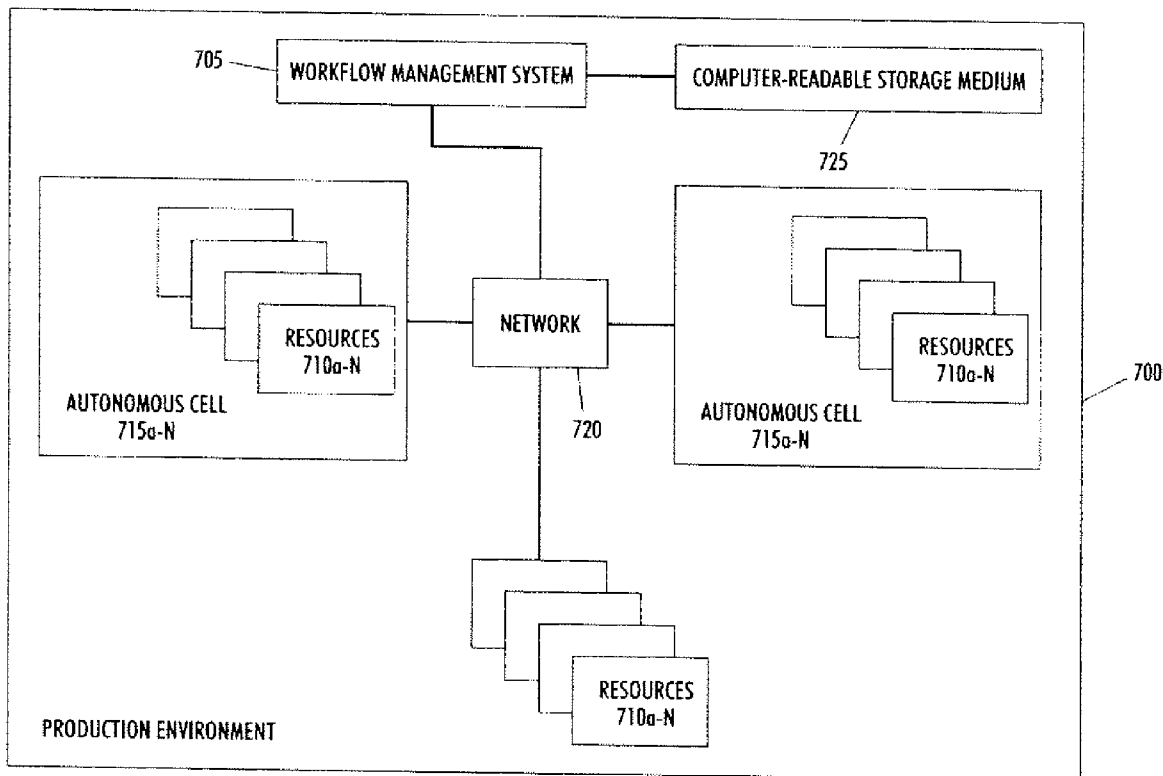 705
WORKFLOW MANAGEMENT SYSTEM
COMPUTER-READABLE STORAGE MEDIUM
725
RESOURCES
710a-N
AUTONOMOUS CELL
715a-N
NETWORK
720
RESOURCES
710a-N
AUTONOMOUS CELL
715a-N
700
RESOURCES
710a-N
PRODUCTION ENVIRONMENT